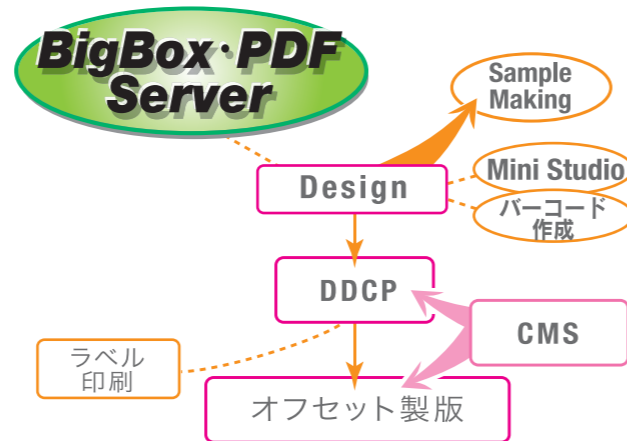 BigBox・PDF
Server
Sample
Making
Design
Mini Studio
バーコード
作成
DDCP
CMS
ラベル
印刷
オフセット製版